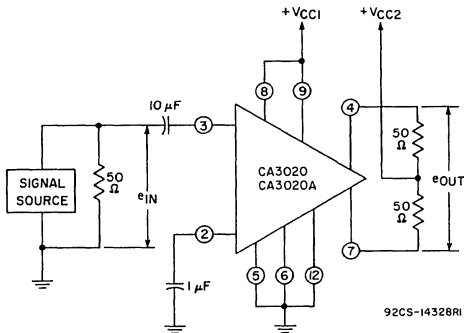 +VCC1
+VCC2
8
9
4
10 µF
3
50
Ω
CA3020
CA3020A
eOUT
SIGNAL
SOURCE
50
Ω
eIN
50
Ω
2
7
5
6
12
1 µF
92CS-14328RI